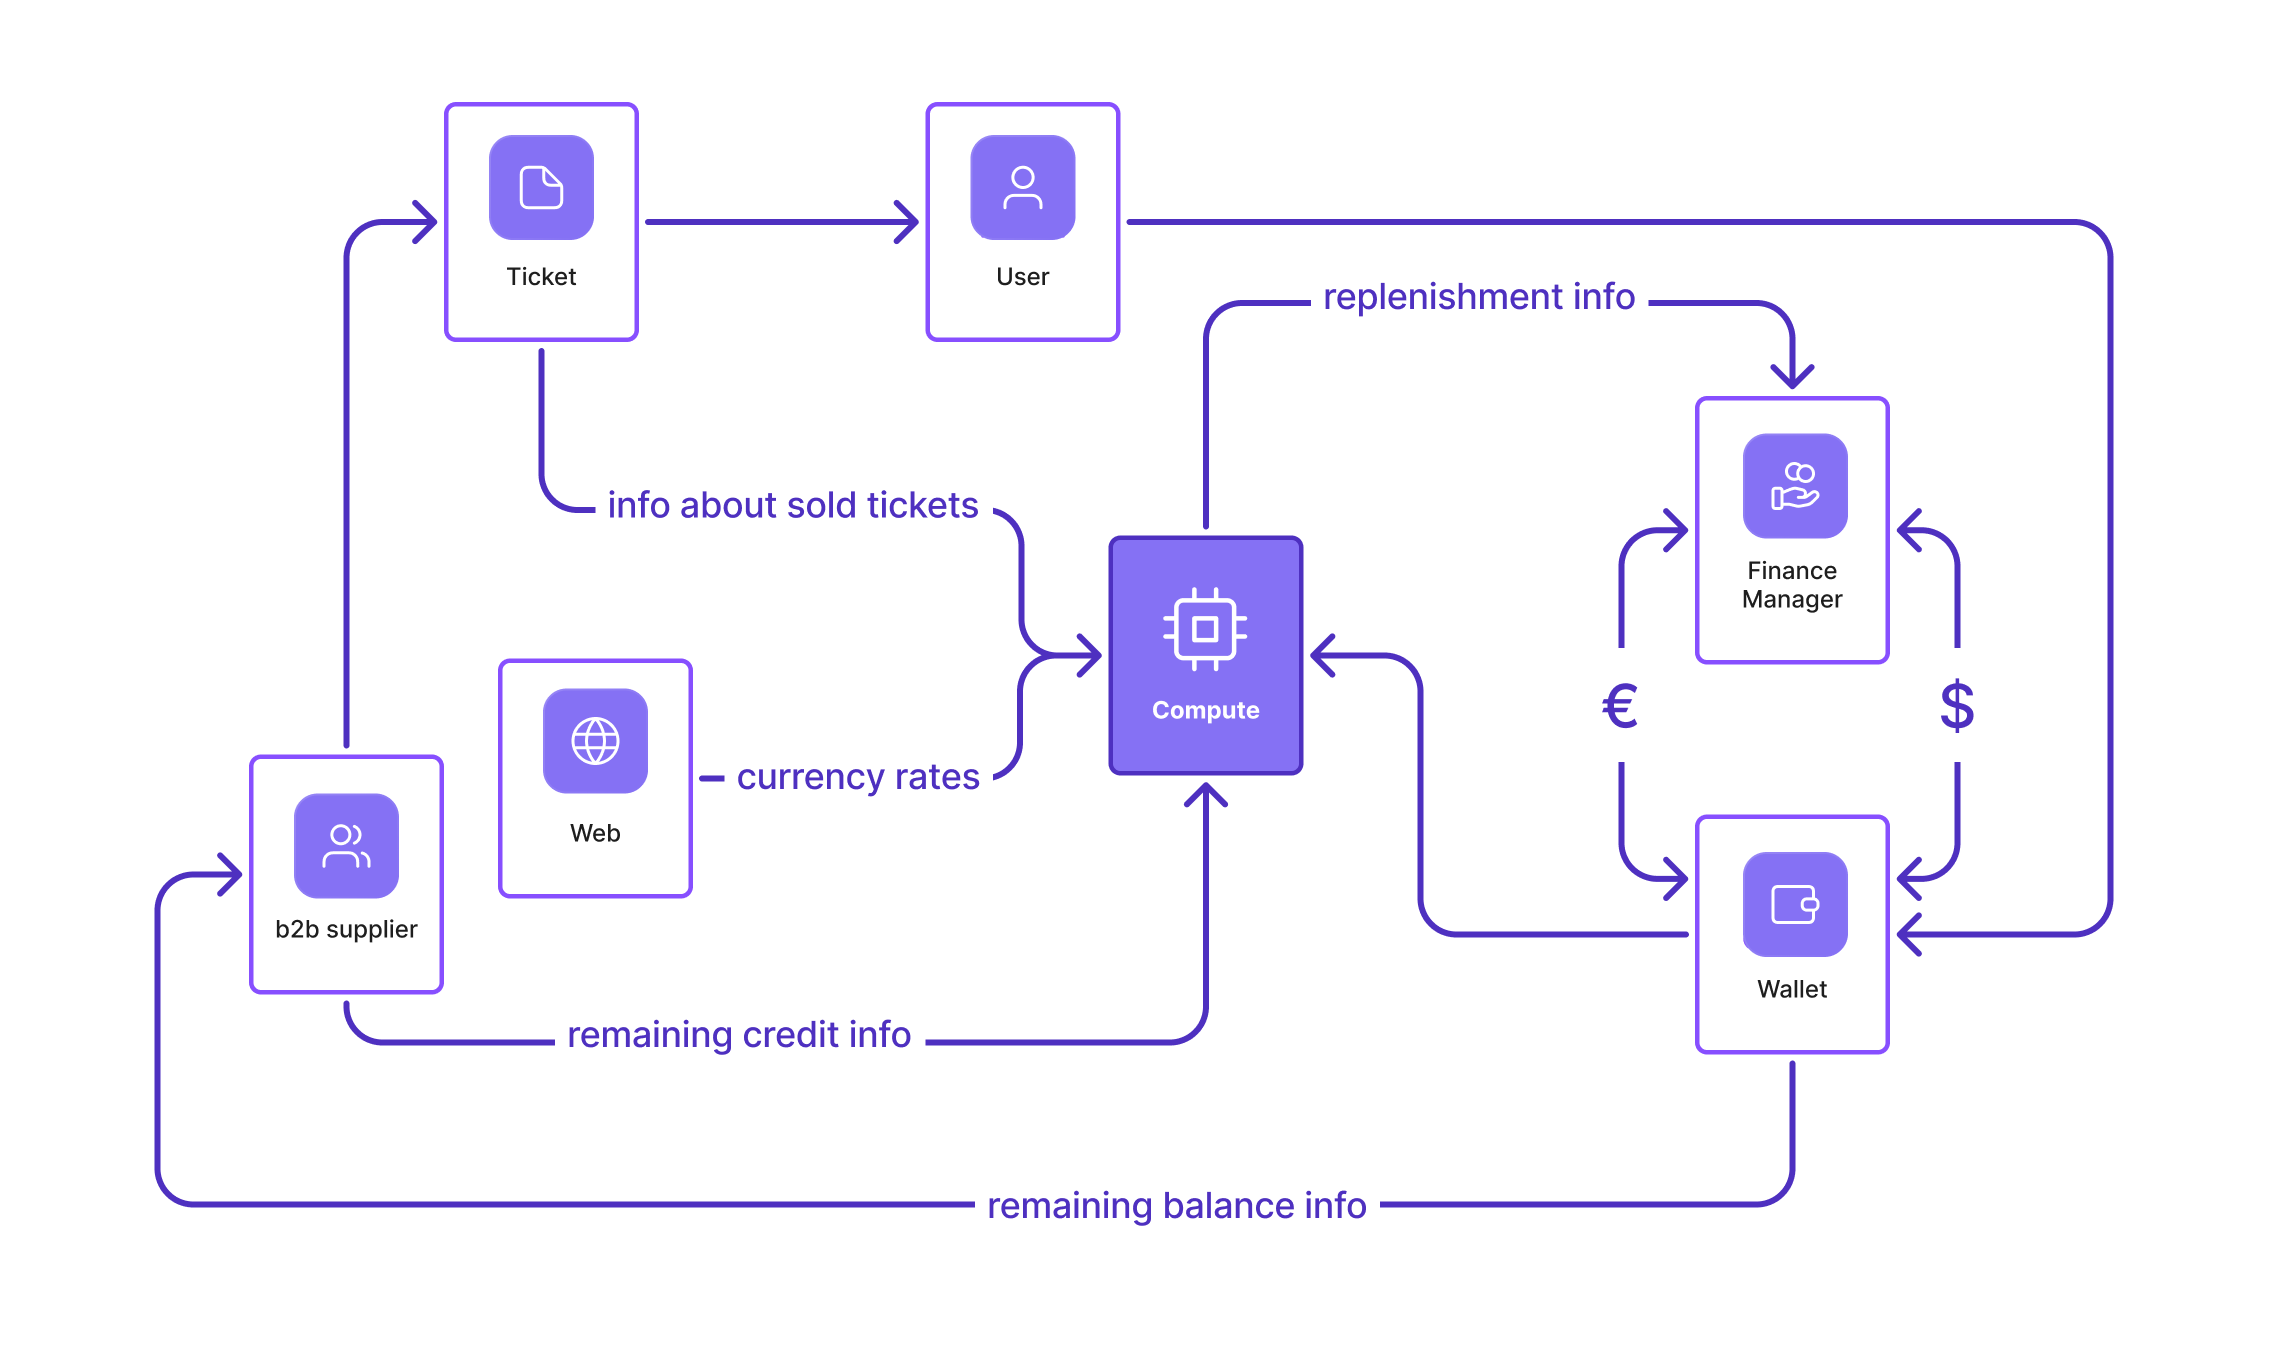 Ticket
User
replenishment info
info about sold tickets
Finance
Manager
€
$
Compute
currency rates
Web
b2b supplier
Wallet
remaining credit info
remaining balance info